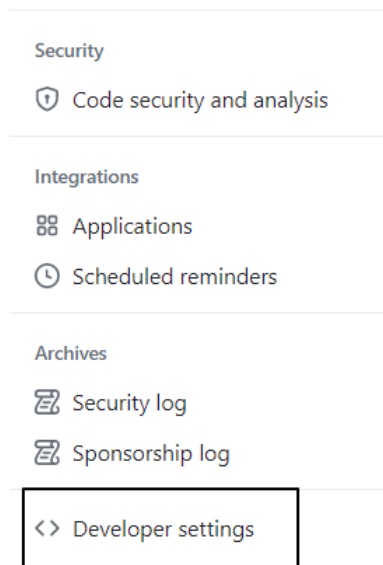 Security
Code security and analysis
Integrations
Applications
Scheduled reminders
Archives
Security log
Sponsorship log
Developer settings